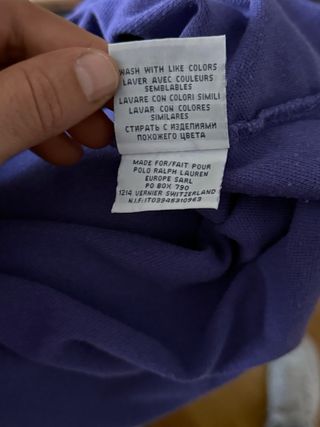 WASH WITH LIKE COLORS
LAVER AVEC COULEURS
SEMBLABLES
LAVARE CON COLORI SIMILI
LAVAR CON COLORES
SIMILARES
СТИРАТЬ С ИЗДЕЛИЯМИ
ПОХОЖЕГО ЦВЕТА
MADE FOR/FAIT POUR
POLO RALPH LAUREN
EUROPE SARL
PO BOX 790
1214 VERNIER SWITZERLAND
N.I.F:IT03946310963